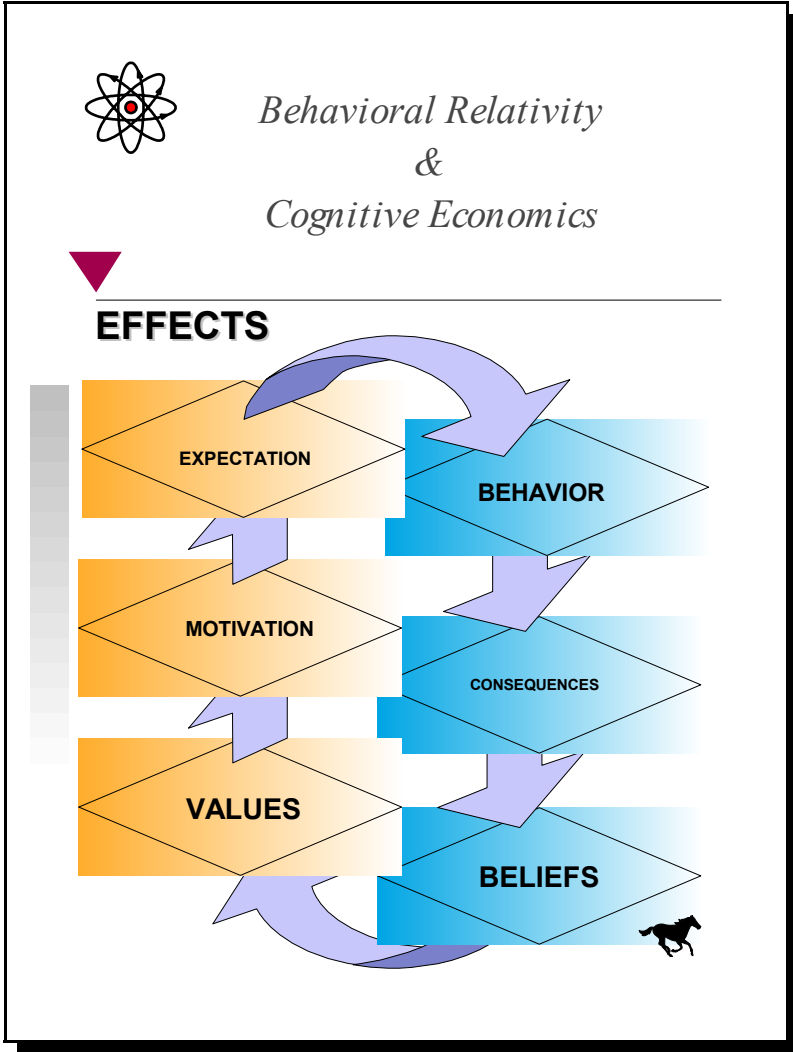 Behavioral Relativity
&
Cognitive Economics
EFFECTS
EXPECTATION
BEHAVIOR
MOTIVATION
CONSEQUENCES
VALUES
BELIEFS